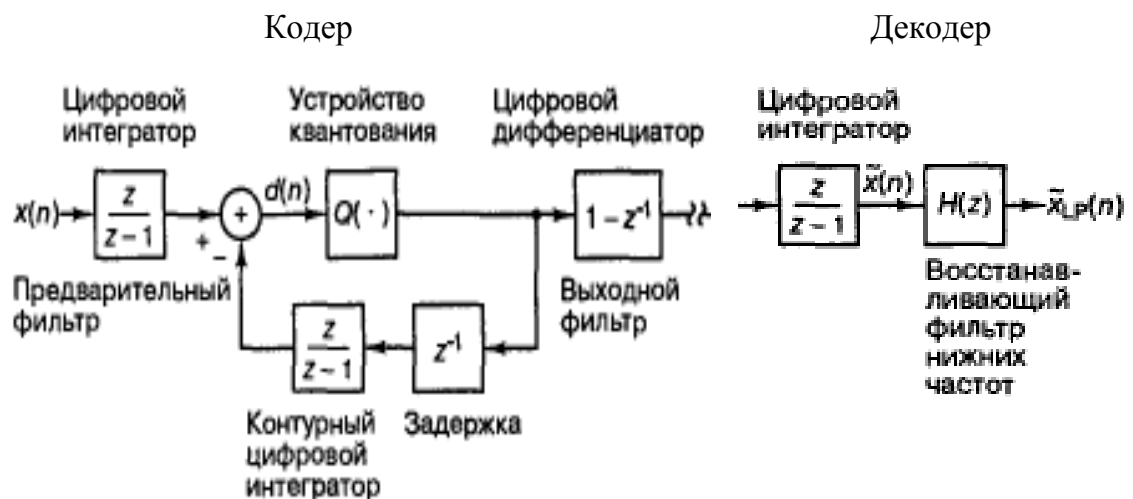 Кодер
Декодер
Цифровой
интегратор
Устройство
квантования
Цифровой
дифференциатор
Цифровой
интегратор
x(n)
z
z – 1
+
+
–
d(n)
Q( · )
1 – z⁻¹
z
z – 1
x̃(n)
H(z)
x̃LP(n)
Предварительный
фильтр
z
z – 1
z⁻¹
Выходной
фильтр
Восстанав-
ливающий
фильтр
нижних
частот
Контурный
цифровой
интегратор
Задержка